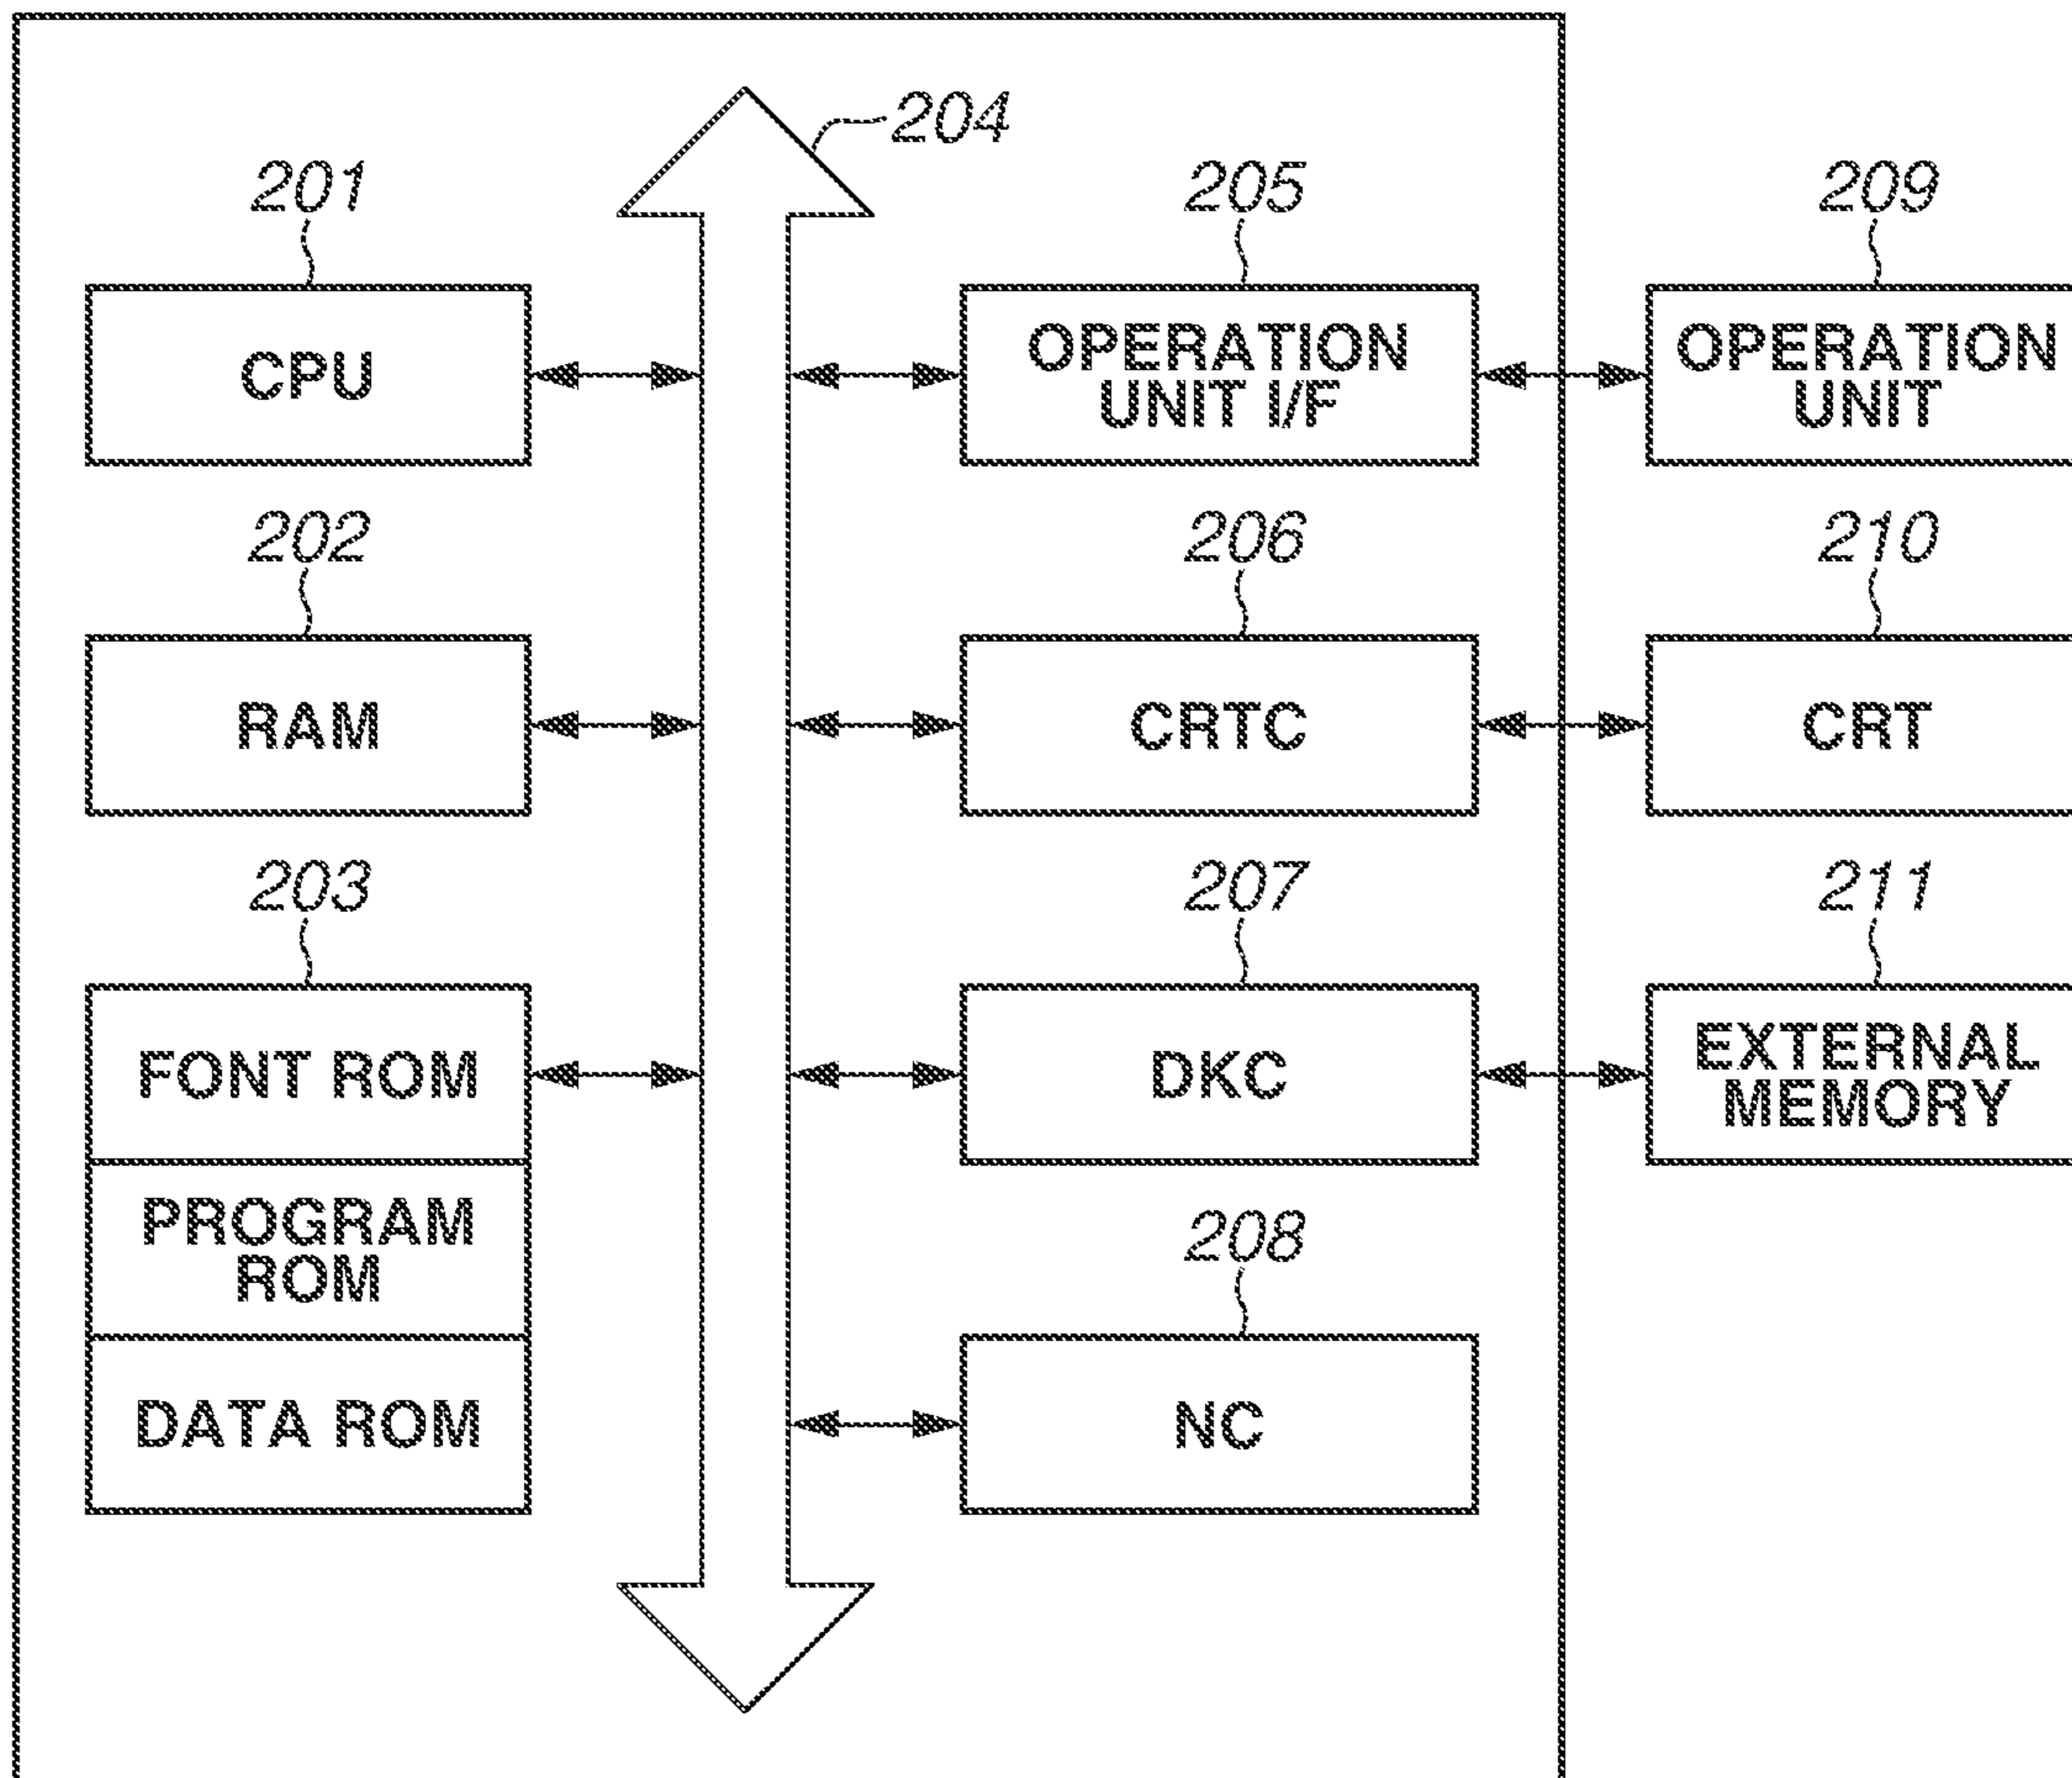 204
201
205
209
CPU
OPERATION
UNIT I/F
OPERATION
UNIT
202
206
210
RAM
CRTC
CRT
203
207
211
FONT ROM
DKC
EXTERNAL
MEMORY
PROGRAM
ROM
208
DATA ROM
NC